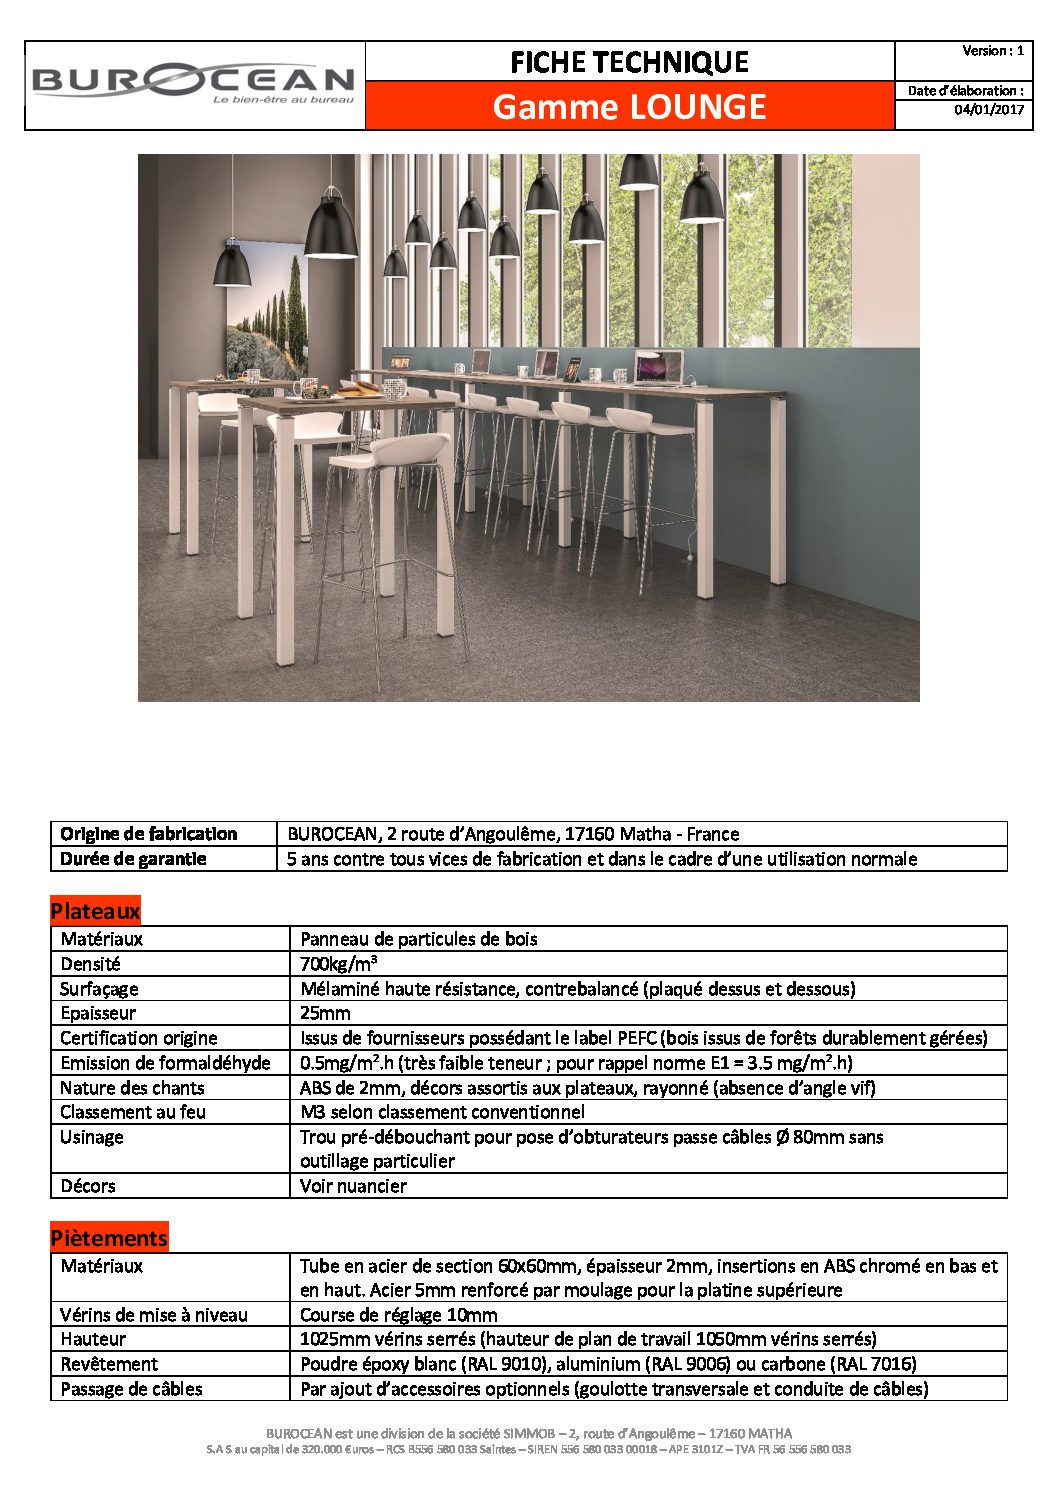 BUROCEAN
Le bien-être au bureau
FICHE TECHNIQUE
Gamme LOUNGE
Version : 1
Date d'élaboration :
04/01/2017
Origine de fabrication BUROCEAN, 2 route d'Angoulême, 17160 Matha - France
Durée de garantie 5 ans contre tous vices de fabrication et dans le cadre d'une utilisation normale
Plateaux
Matériaux Panneau de particules de bois
Densité 700kg/m³
Surfaçage Mélaminé haute résistance, contrebalancé (plaqué dessus et dessous)
Epaisseur 25mm
Certification origine Issus de fournisseurs possédant le label PEFC (bois issus de forêts durablement gérées)
Emission de formaldéhyde 0.5mg/m².h (très faible teneur ; pour rappel norme E1 = 3.5 mg/m².h)
Nature des chants ABS de 2mm, décors assortis aux plateaux, rayonné (absence d'angle vif)
Classement au feu M3 selon classement conventionnel
Usinage Trou pré-débouchant pour pose d'obturateurs passe câbles Ø 80mm sans
outillage particulier
Décors Voir nuancier
Piètements
Matériaux Tube en acier de section 60x60mm, épaisseur 2mm, insertions en ABS chromé en bas et
en haut. Acier 5mm renforcé par moulage pour la platine supérieure
Vérins de mise à niveau Course de réglage 10mm
Hauteur 1025mm vérins serrés (hauteur de plan de travail 1050mm vérins serrés)
Revêtement Poudre époxy blanc (RAL 9010), aluminium (RAL 9006) ou carbone (RAL 7016)
Passage de câbles Par ajout d'accessoires optionnels (goulotte transversale et conduite de câbles)
BUROCEAN est une division de la société SIMMOB – 2, route d'Angoulême – 17160 MATHA
S.A S au capital de 320.000 €uros – RCS B556 580 033 Saintes – SIREN 556 580 033 00018 – APE 3101Z – TVA FR 56 556 580 033